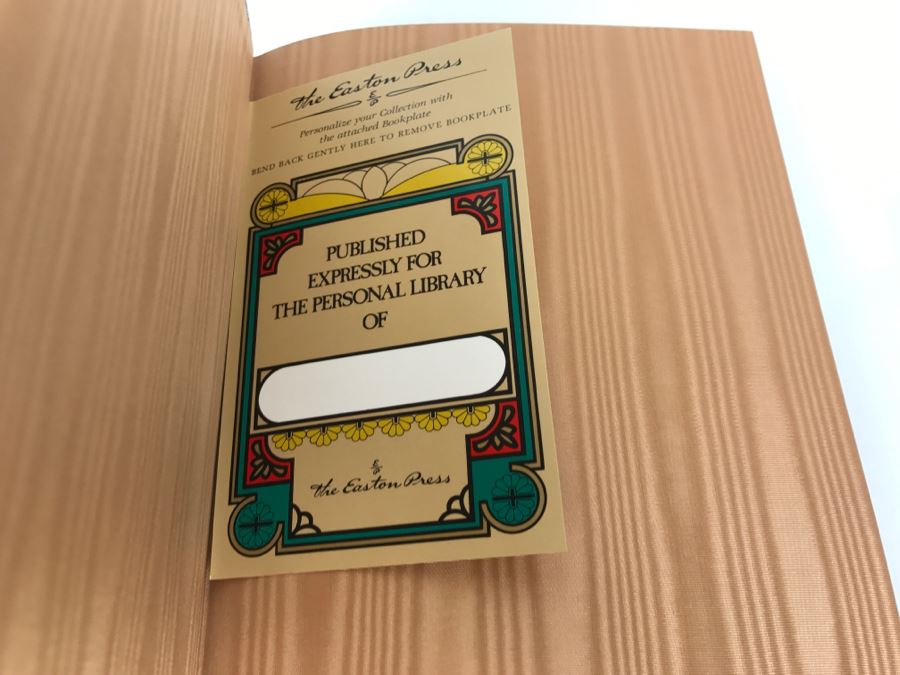 the Easton Press
Personalize your Collection with
the attached Bookplate
BEND BACK GENTLY HERE TO REMOVE BOOKPLATE
PUBLISHED
EXPRESSLY FOR
THE PERSONAL LIBRARY
OF
the Easton Press